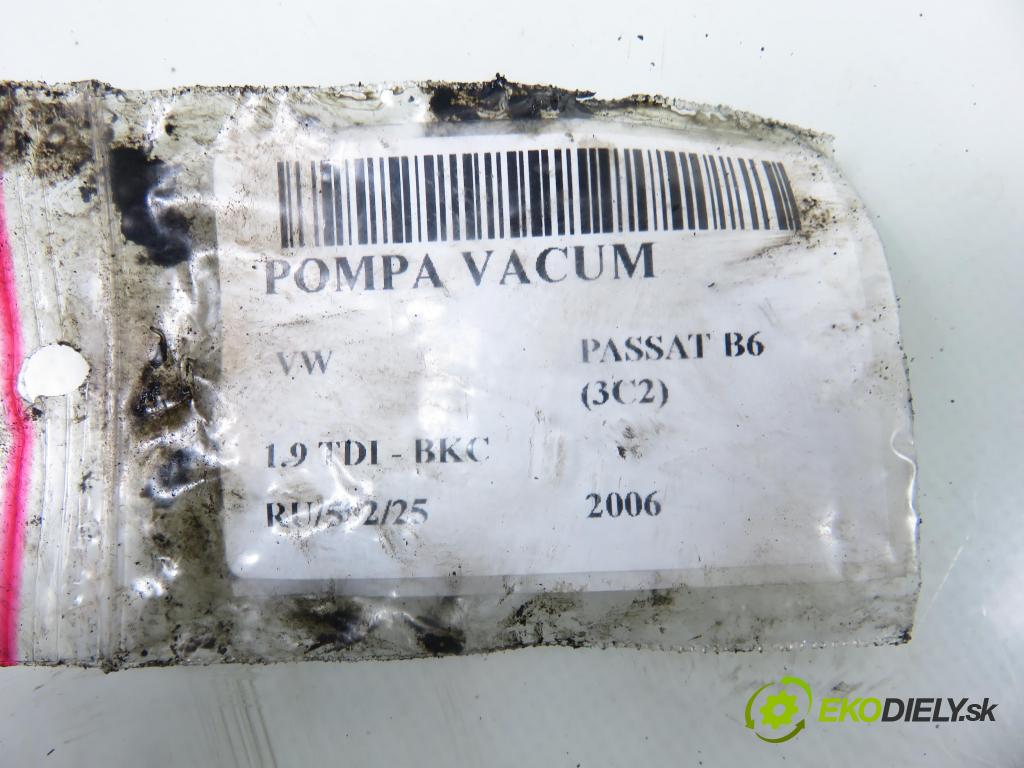 POMPA VACUM
VW
PASSAT B6
(3C2)
1.9 TDI - BKC
2006
EKODIELY.sk